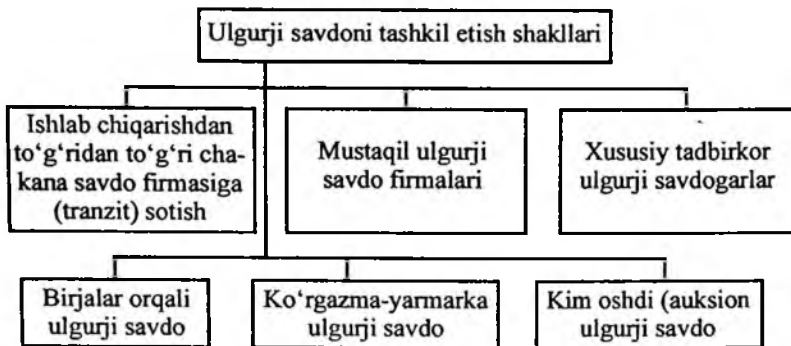 Ulgurji savdoni tashkil etish shakllari
Ishlab chiqarishdan
to‘g‘ridan to‘g‘ri cha-
kana savdo firmasiga
(tranzit) sotish
Mustaqil ulgurji
savdo firmalari
Xususiy tadbirkor
ulgurji savdogarlar
Birjalar orqali
ulgurji savdo
Ko‘rgazma-yarmarka
ulgurji savdo
Kim oshdi (auksion
ulgurji savdo